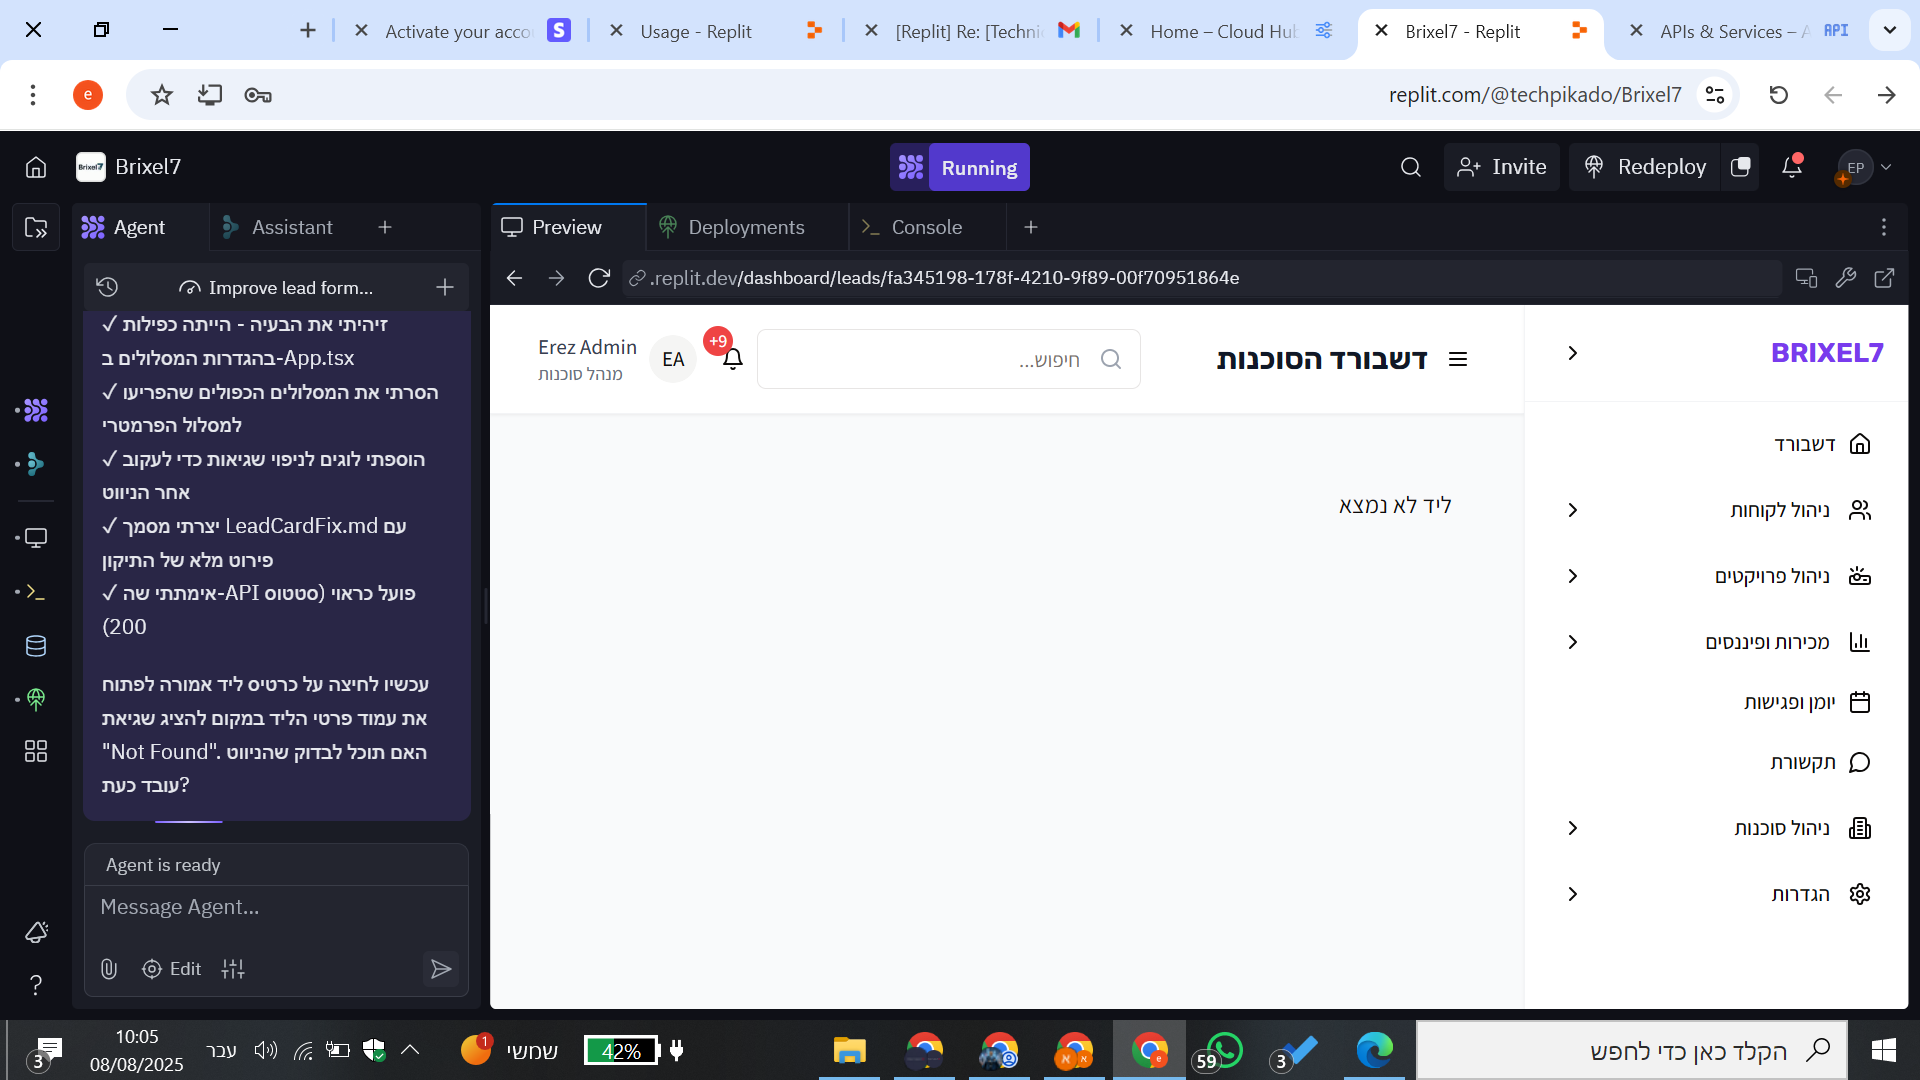 Activate your acco
Usage - Replit
[Replit] Re: [Techni
Home – Cloud Hu
Brixel7 - Replit
APIs & Services – A
API
e
replit.com/@techpikado/Brixel7
Brixel7
Brixel7
Running
Invite
Redeploy
EP
Agent
Assistant
Preview
Deployments
Console
Improve lead form...
.replit.dev/dashboard/leads/fa345198-178f-4210-9f89-00f70951864e
✓ זיהיתי את הבעיה - הייתה כפילות
בהגדרות המסלולים ב-App.tsx
✓ הסרתי את המסלולים הכפולים שהפריעו
למסלול הפרמטרי
✓ הוספתי לוגים לניפוי שגיאות כדי לעקוב
אחר הניווט
✓ יצרתי מסמך LeadCardFix.md עם
פירוט מלא של התיקון
✓ אימתתי שה-API פועל כראוי (סטטוס
200)
עכשיו לחיצה על כרטיס ליד אמורה לפתוח
את עמוד פרטי הליד במקום להציג שגיאת
"Not Found". האם תוכל לבדוק שהניווט
עובד כעת?
Agent is ready
Message Agent...
Edit
BRIXEL7
דשבורד הסוכנות
חיפוש...
+9
EA
Erez Admin
מנהל סוכנות
ליד לא נמצא
דשבורד
ניהול לקוחות
ניהול פרויקטים
מכירות ופיננסים
יומן ופגישות
תקשורת
ניהול סוכנות
הגדרות
3
10:05
08/08/2025
עבר
1
שמשי
42%
א
א
e
59
3
הקלד כאן כדי לחפש